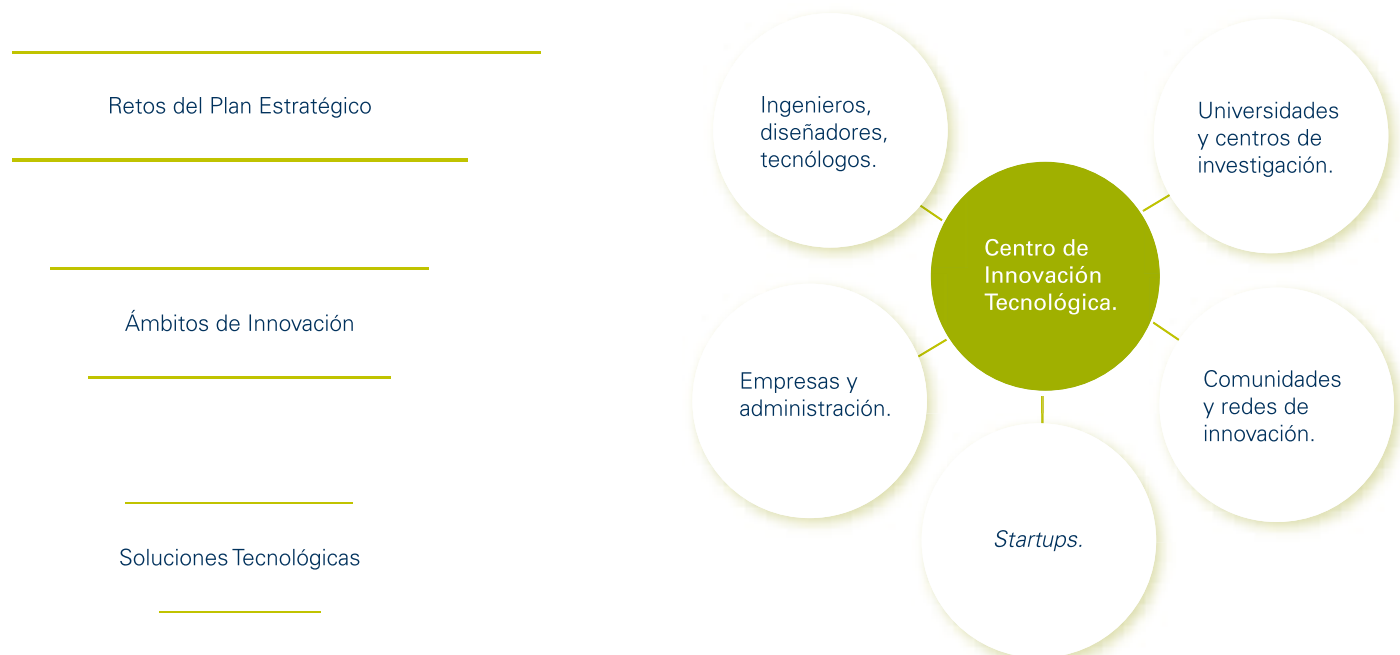 Retos del Plan Estratégico
Ámbitos de Innovación
Soluciones Tecnológicas
Ingenieros,
diseñadores,
tecnólogos.
Universidades
y centros de
investigación.
Centro de
Innovación
Tecnológica.
Empresas y
administración.
Comunidades
y redes de
innovación.
Startups.